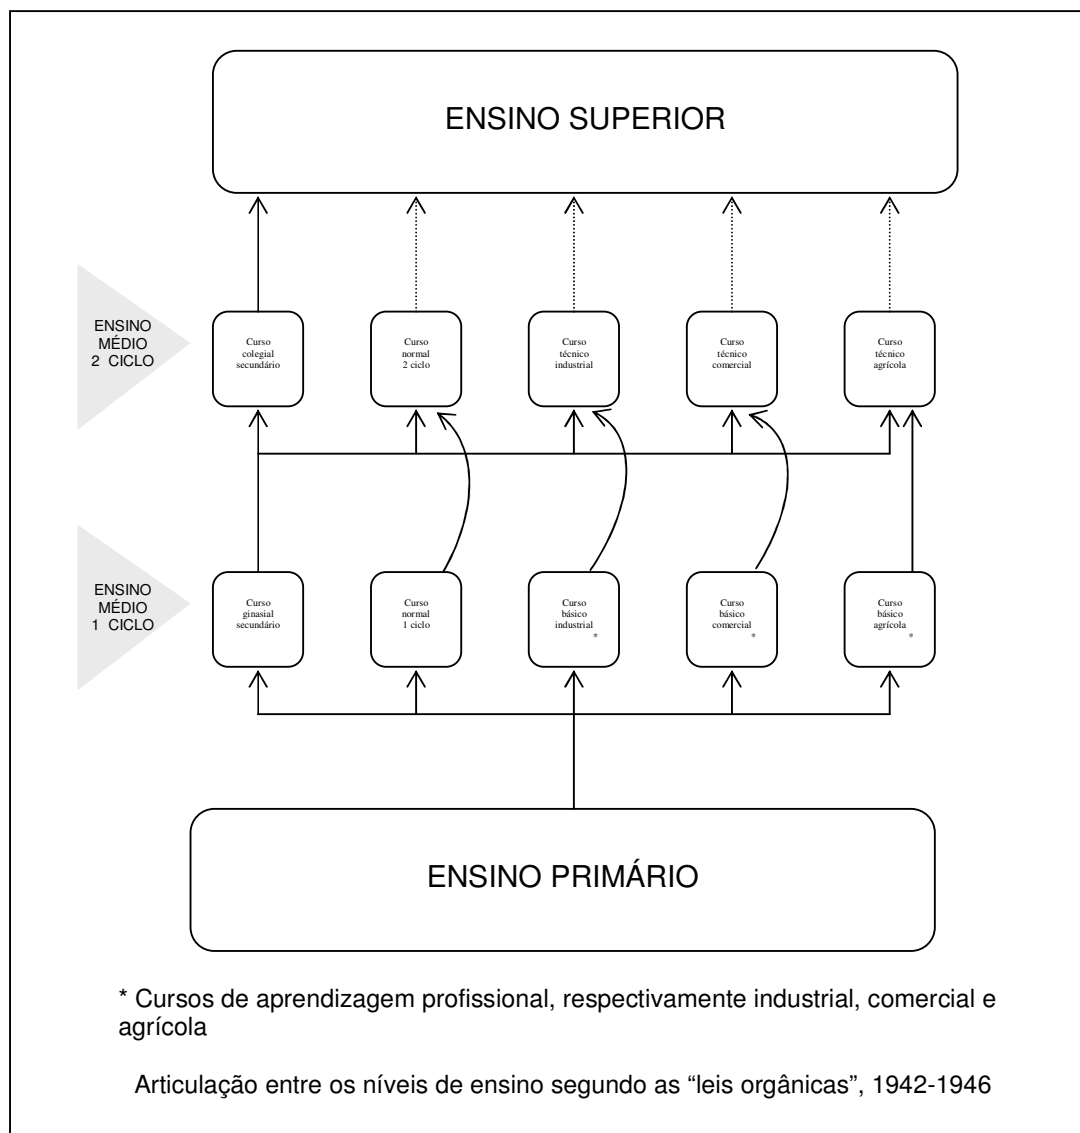 ENSINO SUPERIOR
ENSINO
MÉDIO
2 CICLO
Curso
colegial
secundário
Curso
normal
2 ciclo
Curso
técnico
industrial
Curso
técnico
comercial
Curso
técnico
agrícola
ENSINO
MÉDIO
1 CICLO
Curso
ginasial
secundário
Curso
normal
1 ciclo
Curso
básico
industrial
*
Curso
básico
comercial
*
Curso
básico
agrícola
*
ENSINO PRIMÁRIO
* Cursos de aprendizagem profissional, respectivamente industrial, comercial e
agrícola
Articulação entre os níveis de ensino segundo as “leis orgânicas”, 1942-1946